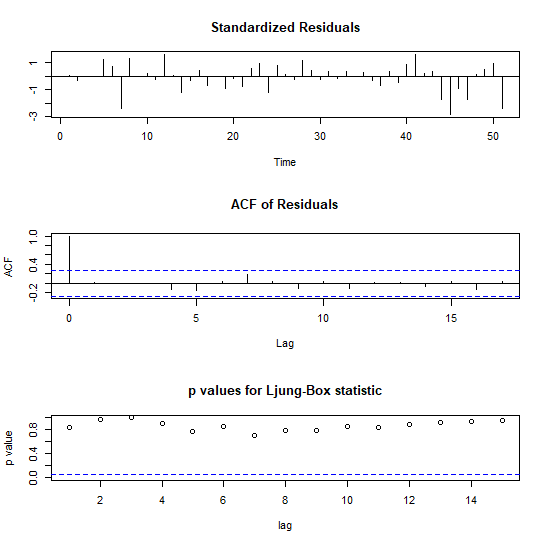 Standardized Residuals
1
-1
-3
0 10 20 30 40 50
Time
ACF of Residuals
ACF
1.0
0.4
-0.2
0 5 10 15
Lag
p values for Ljung-Box statistic
p value
0.8
0.4
0.0
2 4 6 8 10 12 14
lag